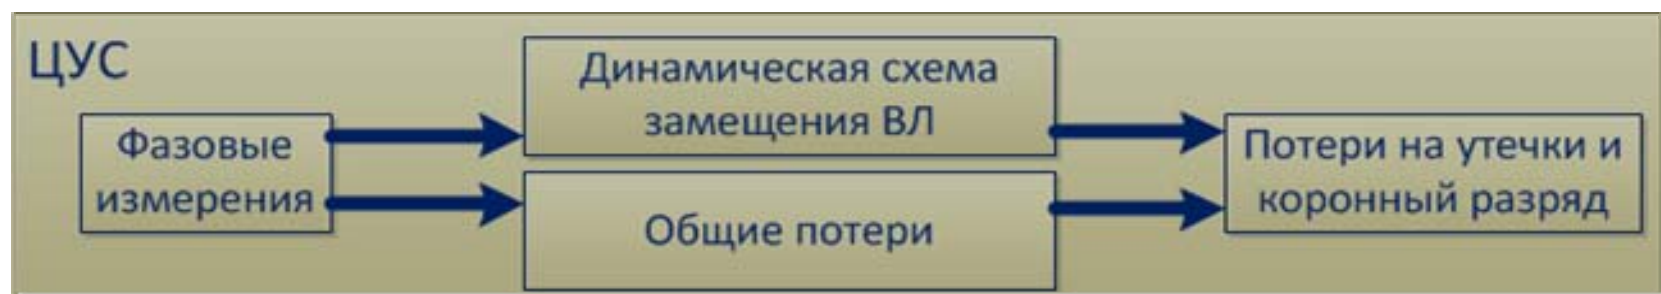 ЦУС
Фазовые
измерения
Динамическая схема
замещения ВЛ
Общие потери
Потери на утечки и
коронный разряд